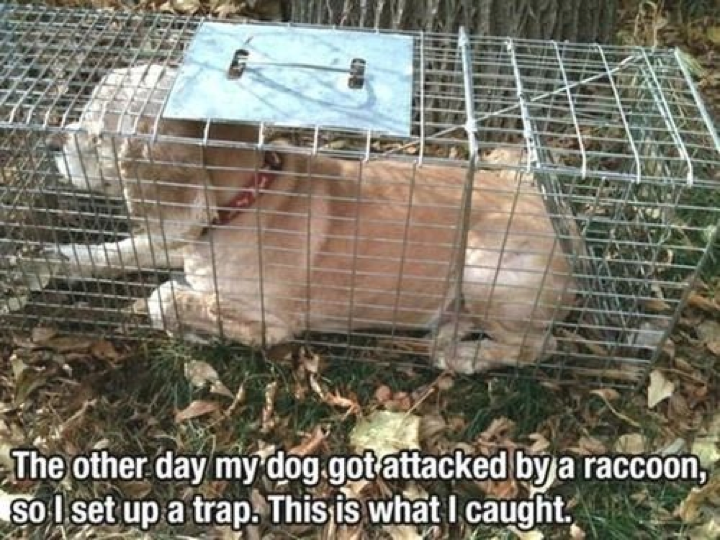 The other day my dog got attacked by a raccoon,
so I set up a trap. This is what I caught.